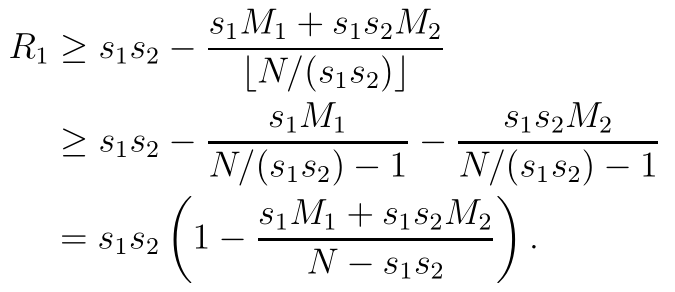 $R_1 \geq s_1 s_2 - \frac{s_1 M_1 + s_1 s_2 M_2}{\lfloor N/(s_1 s_2) \rfloor}$
$\geq s_1 s_2 - \frac{s_1 M_1}{N/(s_1 s_2) - 1} - \frac{s_1 s_2 M_2}{N/(s_1 s_2) - 1}$
$= s_1 s_2 \left( 1 - \frac{s_1 M_1 + s_1 s_2 M_2}{N - s_1 s_2} \right).$